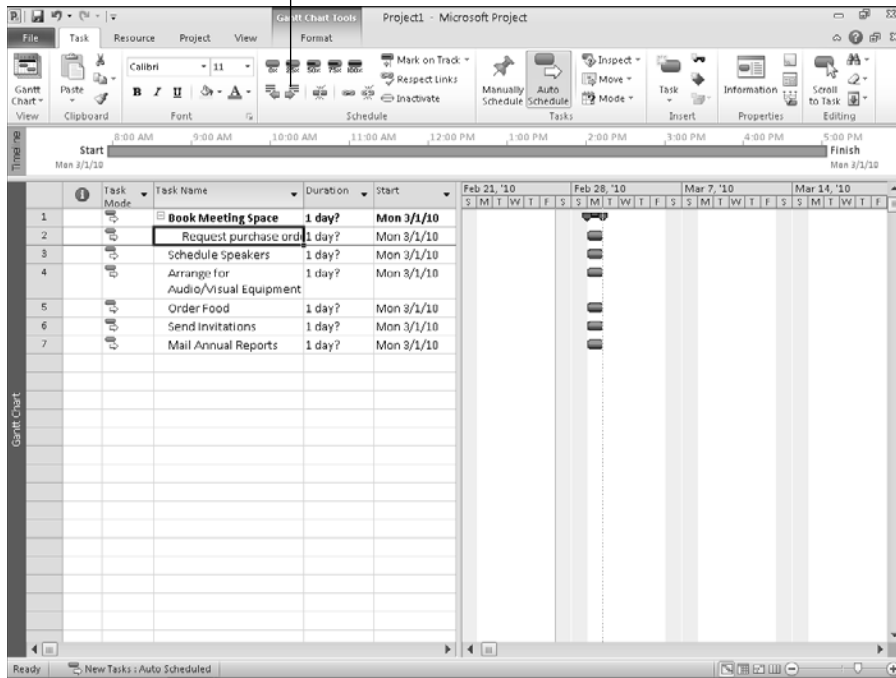 Gantt Chart Tools
Project1 - Microsoft Project
File Task Resource Project View Format
Gantt Chart
View
Paste
Clipboard
Calibri 11
B I U A
Font
0% 25% 50% 75% 100%
Mark on Track
Respect Links
Inactivate
Schedule
Manually Schedule
Auto Schedule
Inspect
Move
Mode
Tasks
Task
Insert
Information
Properties
Scroll to Task
Editing
Timeline
8:00 AM 9:00 AM 10:00 AM 11:00 AM 12:00 PM 1:00 PM 2:00 PM 3:00 PM 4:00 PM 5:00 PM
Start
Mon 3/1/10
Finish
Mon 3/1/10
Task Mode Task Name Duration Start
Feb 21, '10 Feb 28, '10 Mar 7, '10 Mar 14, '10
S M T W T F S S M T W T F S S M T W T F S S M T W T F
1 Book Meeting Space 1 day? Mon 3/1/10
2 Request purchase orde 1 day? Mon 3/1/10
3 Schedule Speakers 1 day? Mon 3/1/10
4 Arrange for 1 day? Mon 3/1/10
Audio/Visual Equipment
5 Order Food 1 day? Mon 3/1/10
6 Send Invitations 1 day? Mon 3/1/10
7 Mail Annual Reports 1 day? Mon 3/1/10
Gantt Chart
Ready New Tasks : Auto Scheduled